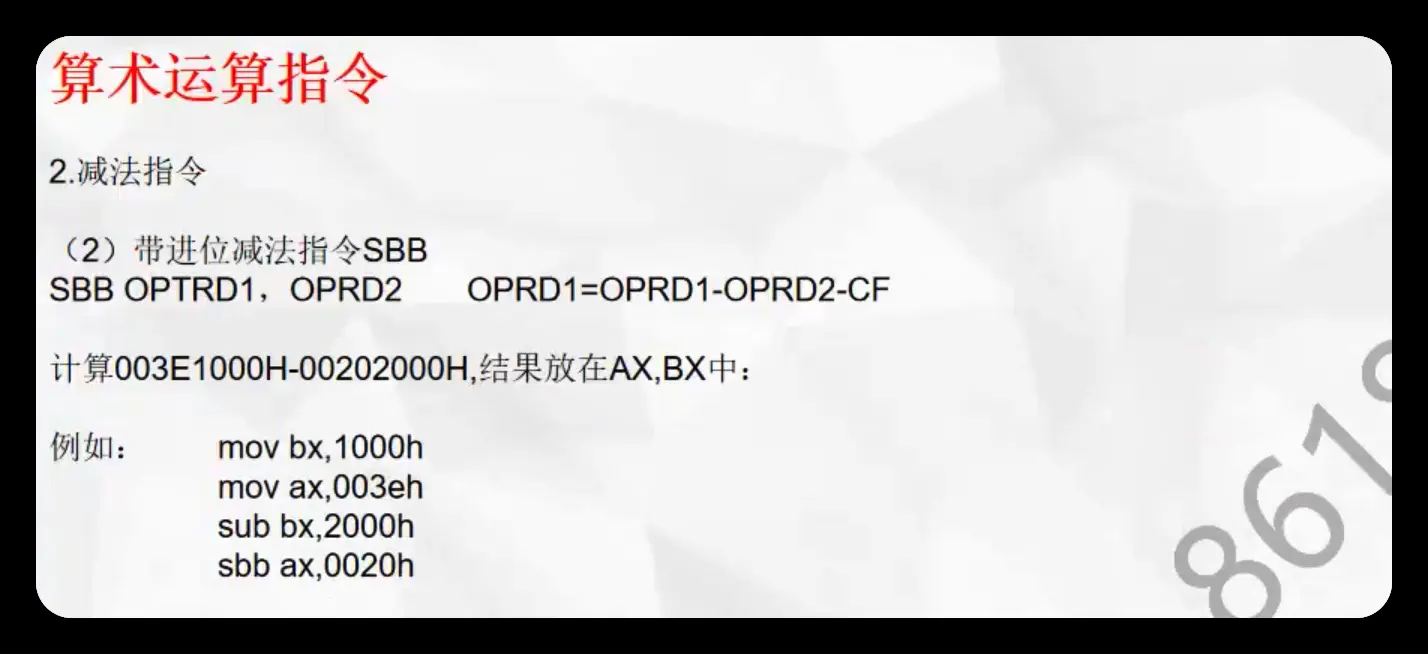 算术运算指令
2.减法指令
（2）带进位减法指令SBB
SBB OPTRD1，OPRD2 OPRD1=OPRD1-OPRD2-CF
计算003E1000H-00202000H,结果放在AX,BX中：
例如： mov bx,1000h
mov ax,003eh
sub bx,2000h
sbb ax,0020h
861